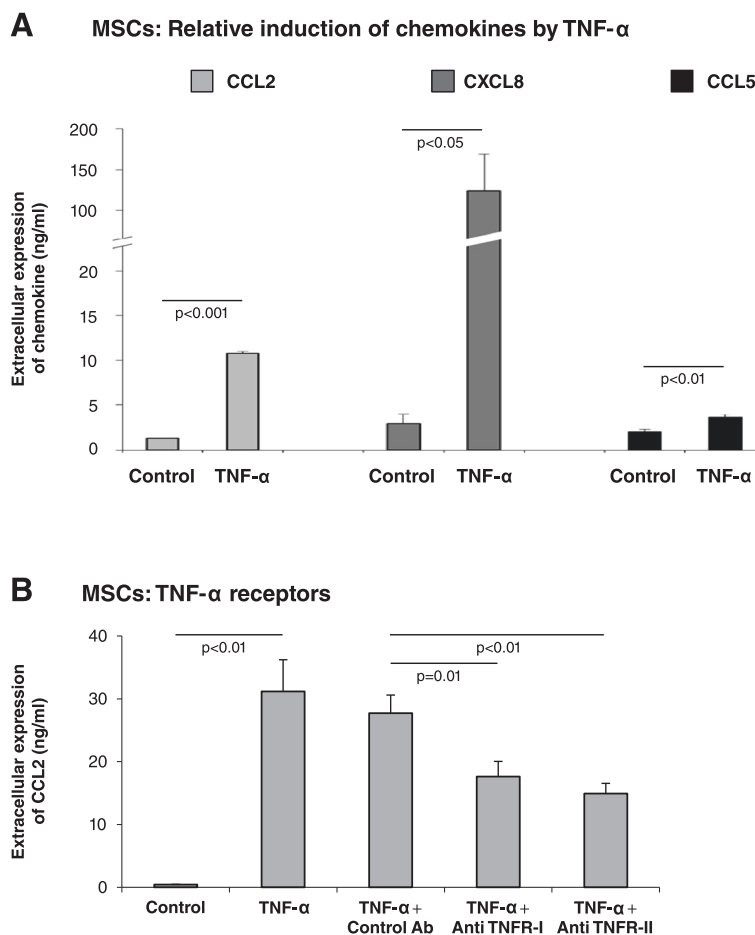 A
MSCs: Relative induction of chemokines by TNF-α
CCL2
CXCL8
CCL5
Extracellular expression
of chemokine (ng/ml)
200
150
100
20
15
10
5
0
p<0.001
p<0.05
p<0.01
Control
TNF-α
Control
TNF-α
Control
TNF-α
B
MSCs: TNF-α receptors
Extracellular expression
of CCL2 (ng/ml)
40
30
20
10
0
p<0.01
p<0.01
p=0.01
Control
TNF-α
TNF-α+
Control Ab
TNF-α+
Anti TNFR-I
TNF-α+
Anti TNFR-II